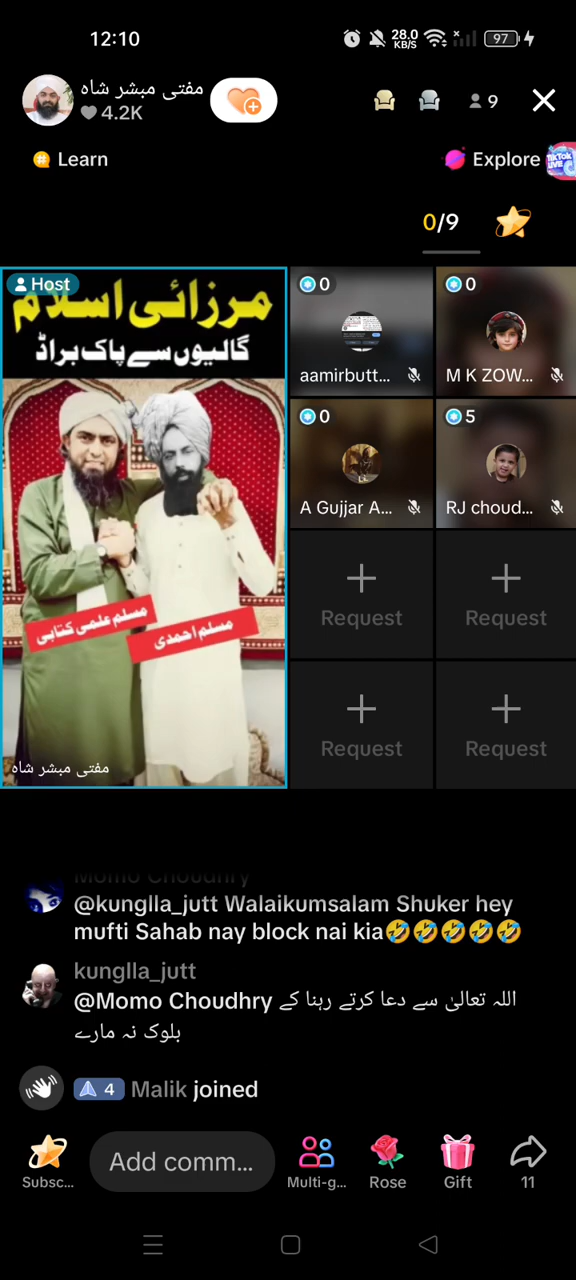 12:10
28.0
KB/S
97
مفتی مبشر شاہ
4.2K
9
Learn
Explore
TikTok
LIVE
0/9
Host
مرزائی اسلام
گالیوں سے پاک براڈ
مسلم علمی کتابی
مسلم احمدی
مفتی مبشر شاہ
0
aamirbutt...
0
M K ZOW...
0
A Gujjar A...
5
RJ choud...
Request
Request
Request
Request
Momo Choudhry
@kunglla_jutt Walaikumsalam Shuker hey
mufti Sahab nay block nai kia🤣🤣🤣🤣🤣
kunglla_jutt
@Momo Choudhry اللہ تعالیٰ سے دعا کرتے رہنا کے
بلوک نہ مارے
4 Malik joined
Add comm...
Subsc...
Multi-g...
Rose
Gift
11